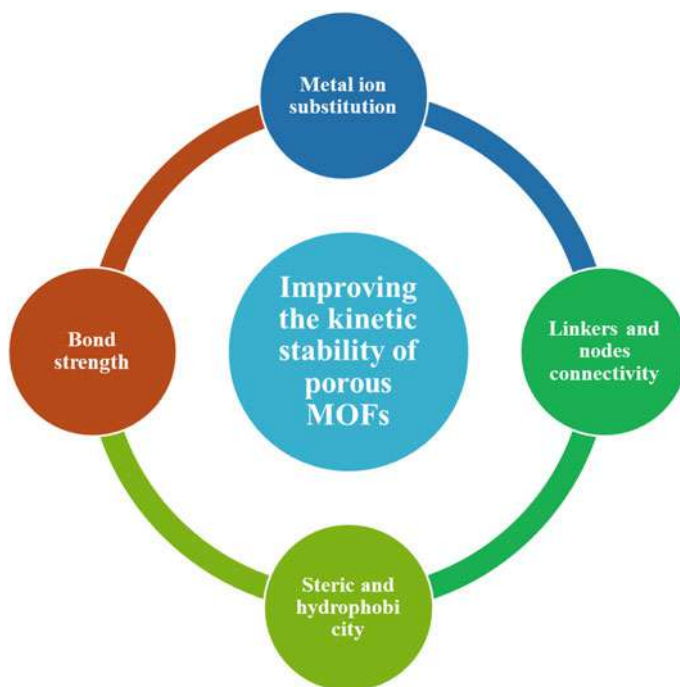 Metal ion
substitution
Improving
the kinetic
stability of
porous
MOFs
Bond
strength
Linkers and
nodes
connectivity
Steric and
hydrophobi
city